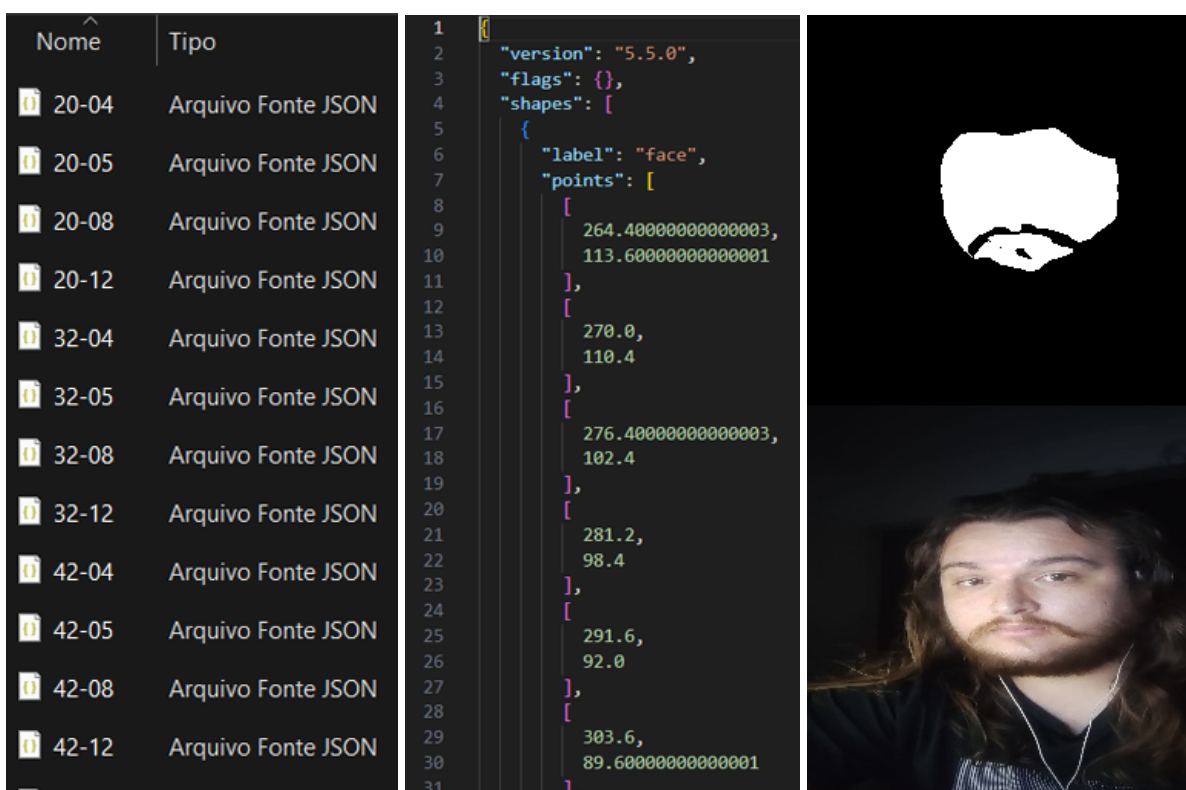 Nome Tipo
20-04 Arquivo Fonte JSON
20-05 Arquivo Fonte JSON
20-08 Arquivo Fonte JSON
20-12 Arquivo Fonte JSON
32-04 Arquivo Fonte JSON
32-05 Arquivo Fonte JSON
32-08 Arquivo Fonte JSON
32-12 Arquivo Fonte JSON
42-04 Arquivo Fonte JSON
42-05 Arquivo Fonte JSON
42-08 Arquivo Fonte JSON
42-12 Arquivo Fonte JSON
1 {
2 "version": "5.5.0",
3 "flags": {},
4 "shapes": [
5 {
6 "label": "face",
7 "points": [
8 [
9 264.40000000000003,
10 113.60000000000001
11 ],
12 [
13 270.0,
14 110.4
15 ],
16 [
17 276.40000000000003,
18 102.4
19 ],
20 [
21 281.2,
22 98.4
23 ],
24 [
25 291.6,
26 92.0
27 ],
28 [
29 303.6,
30 89.60000000000001
31 ]